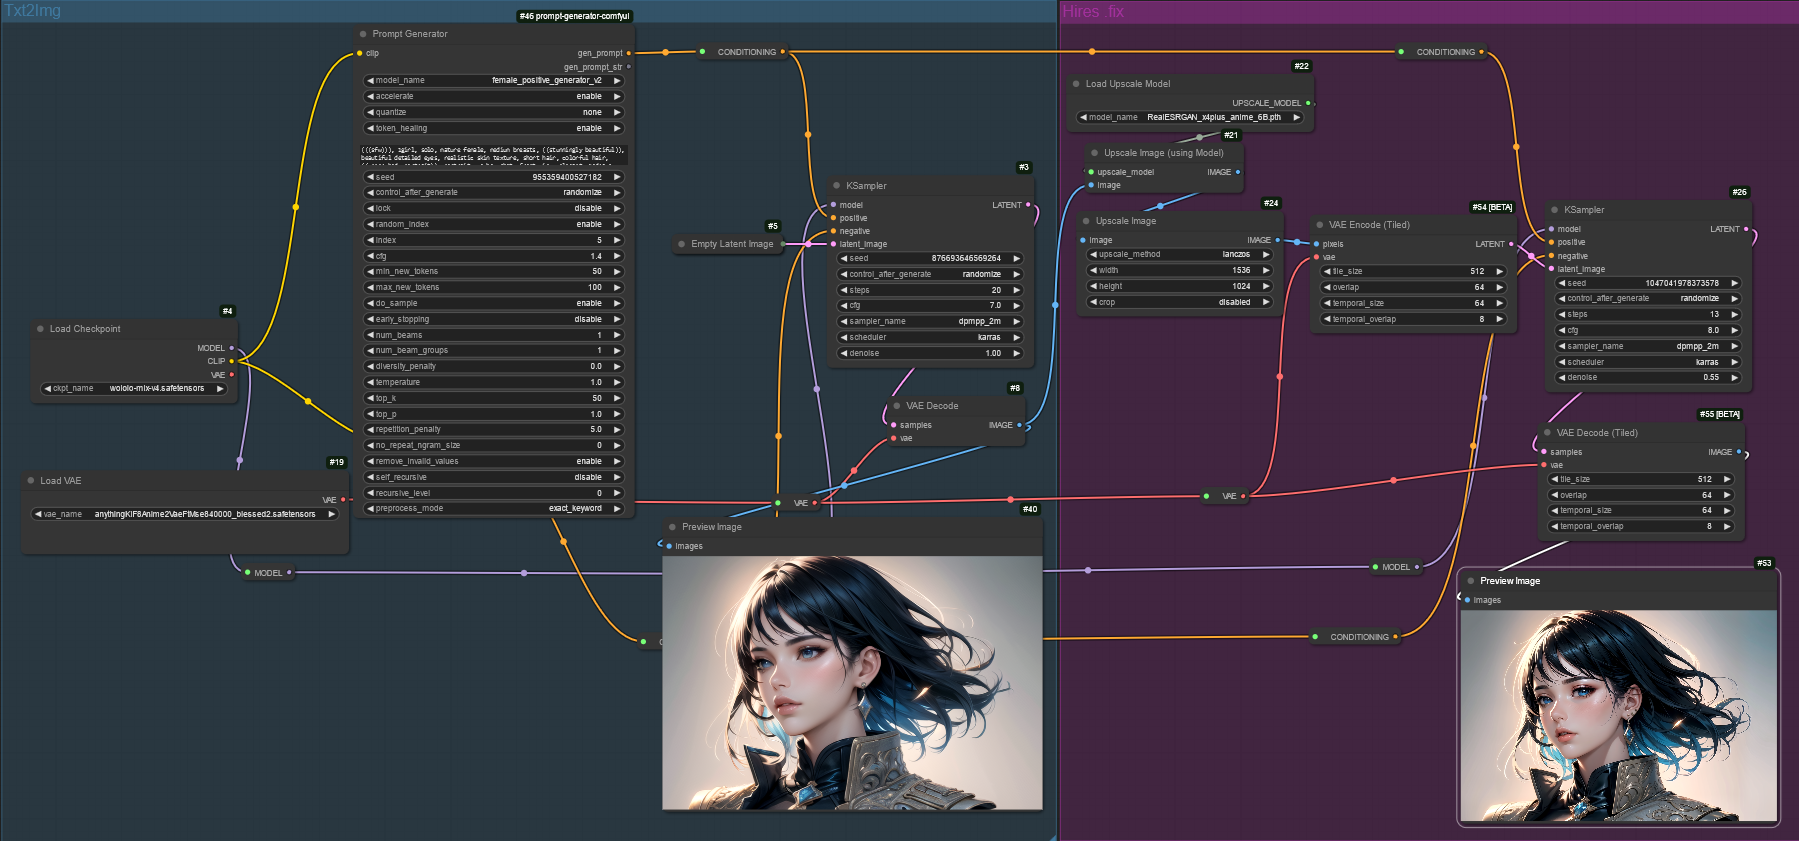 Txt2Img
Hires .fix
#46 prompt-generator-comfyui
Prompt Generator
clip
gen_prompt
gen_prompt_str
model_name female_positive_generator_v2
accelerate enable
quantize none
token_healing enable
(((sfw))), 1girl, solo, nature female, medium breasts, ((stunningly beautiful)),
beautiful detailed eyes, realistic skin texture, short hair, colorful hair,
seed 955359400527182
control_after_generate randomize
lock disable
random_index enable
index 5
cfg 1.4
min_new_tokens 50
max_new_tokens 100
do_sample enable
early_stopping disable
num_beams 1
num_beam_groups 1
diversity_penalty 0.0
temperature 1.0
top_k 50
top_p 1.0
repetition_penalty 5.0
no_repeat_ngram_size 0
remove_invalid_values enable
self_recursive disable
recursive_level 0
preprocess_mode exact_keyword
#4
Load Checkpoint
MODEL
CLIP
VAE
ckpt_name wololo-mix-v4.safetensors
#19
Load VAE
VAE
vae_name anythingKlF8Anime2VaeFtMse840000_blessed2.safetensors
MODEL
CONDITIONING
#5
Empty Latent Image
#3
KSampler
model LATENT
positive
negative
latent_image
seed 876693646569264
control_after_generate randomize
steps 20
cfg 7.0
sampler_name dpmpp_2m
scheduler karras
denoise 1.00
#8
VAE Decode
samples IMAGE
vae
VAE
#40
Preview Image
images
CONDITIONING
#22
Load Upscale Model
UPSCALE_MODEL
model_name RealESRGAN_x4plus_anime_6B.pth
#21
Upscale Image (using Model)
upscale_model IMAGE
image
#24
Upscale Image
image IMAGE
upscale_method lanczos
width 1536
height 1024
crop disabled
#54 [BETA]
VAE Encode (Tiled)
pixels LATENT
vae
tile_size 512
overlap 64
temporal_size 64
temporal_overlap 8
#26
KSampler
model LATENT
positive
negative
latent_image
seed 1047041978373578
control_after_generate randomize
steps 13
cfg 8.0
sampler_name dpmpp_2m
scheduler karras
denoise 0.55
#55 [BETA]
VAE Decode (Tiled)
samples IMAGE
vae
tile_size 512
overlap 64
temporal_size 64
temporal_overlap 8
VAE
MODEL
CONDITIONING
#53
Preview Image
images